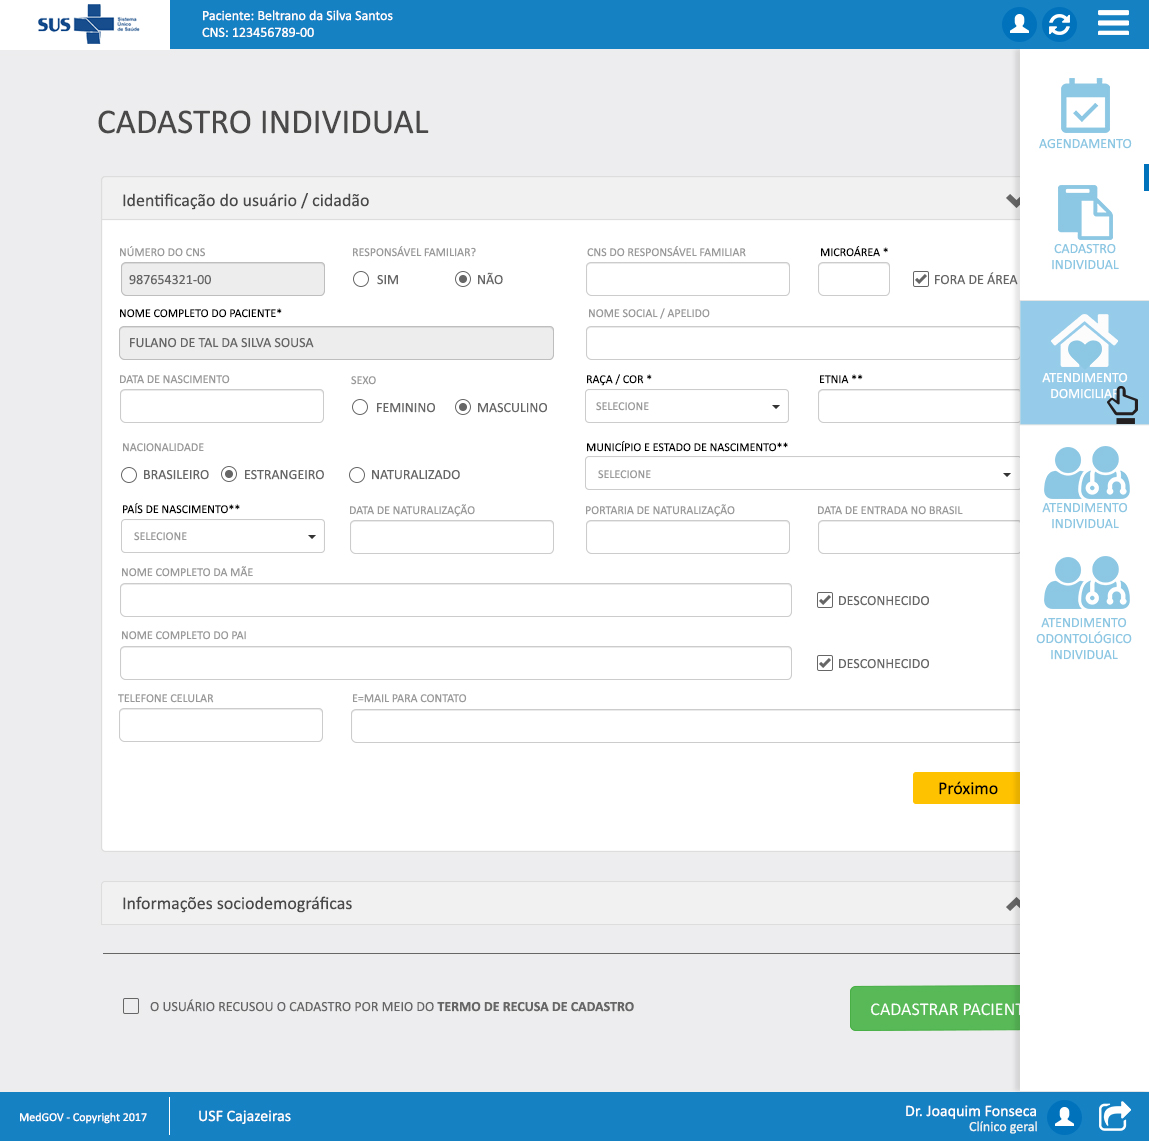 SUS Sistema
Único
de Saúde
Paciente: Beltrano da Silva Santos
CNS: 123456789-00
CADASTRO INDIVIDUAL
Identificação do usuário / cidadão
NÚMERO DO CNS
RESPONSÁVEL FAMILIAR?
CNS DO RESPONSÁVEL FAMILIAR
MICROÁREA *
987654321-00
SIM
NÃO
FORA DE ÁREA
NOME COMPLETO DO PACIENTE*
NOME SOCIAL / APELIDO
FULANO DE TAL DA SILVA SOUSA
DATA DE NASCIMENTO
SEXO
RAÇA / COR *
ETNIA **
FEMININO
MASCULINO
SELECIONE
NACIONALIDADE
MUNICÍPIO E ESTADO DE NASCIMENTO**
BRASILEIRO
ESTRANGEIRO
NATURALIZADO
SELECIONE
PAÍS DE NASCIMENTO**
DATA DE NATURALIZAÇÃO
PORTARIA DE NATURALIZAÇÃO
DATA DE ENTRADA NO BRASIL
SELECIONE
NOME COMPLETO DA MÃE
DESCONHECIDO
NOME COMPLETO DO PAI
DESCONHECIDO
TELEFONE CELULAR
E=MAIL PARA CONTATO
Próximo
Informações sociodemográficas
O USUÁRIO RECUSOU O CADASTRO POR MEIO DO TERMO DE RECUSA DE CADASTRO
CADASTRAR PACIENT
AGENDAMENTO
CADASTRO
INDIVIDUAL
ATENDIMENTO
DOMICILIAR
ATENDIMENTO
INDIVIDUAL
ATENDIMENTO
ODONTOLÓGICO
INDIVIDUAL
MedGOV - Copyright 2017
USF Cajazeiras
Dr. Joaquim Fonseca
Clínico geral